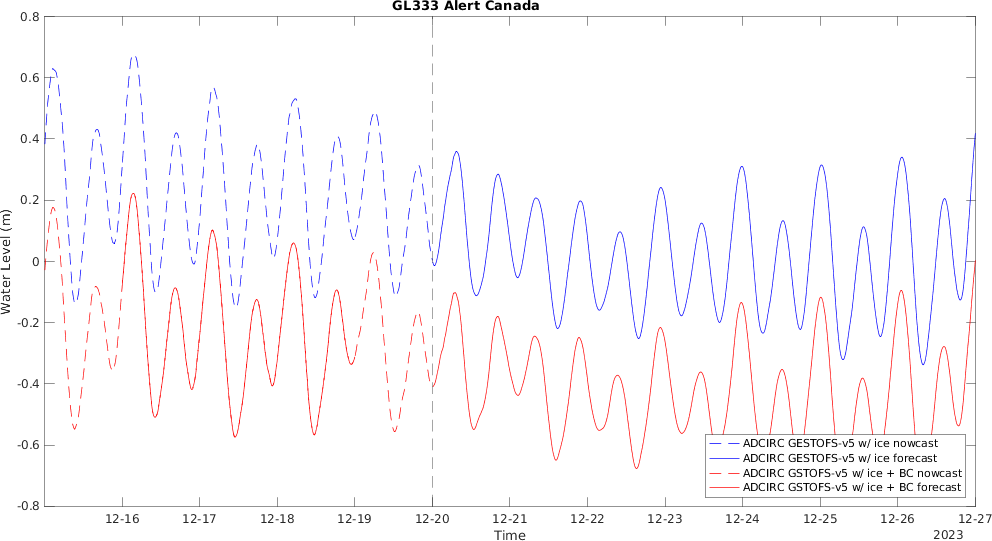 GL333 Alert Canada
0.8
0.6
0.4
0.2
0
-0.2
-0.4
-0.6
-0.8
Water Level (m)
ADCIRC GESTOFS-v5 w/ ice nowcast
ADCIRC GESTOFS-v5 w/ ice forecast
ADCIRC GSTOFS-v5 w/ ice + BC nowcast
ADCIRC GSTOFS-v5 w/ ice + BC forecast
12-16 12-17 12-18 12-19 12-20 12-21 12-22 12-23 12-24 12-25 12-26 12-27
Time
2023